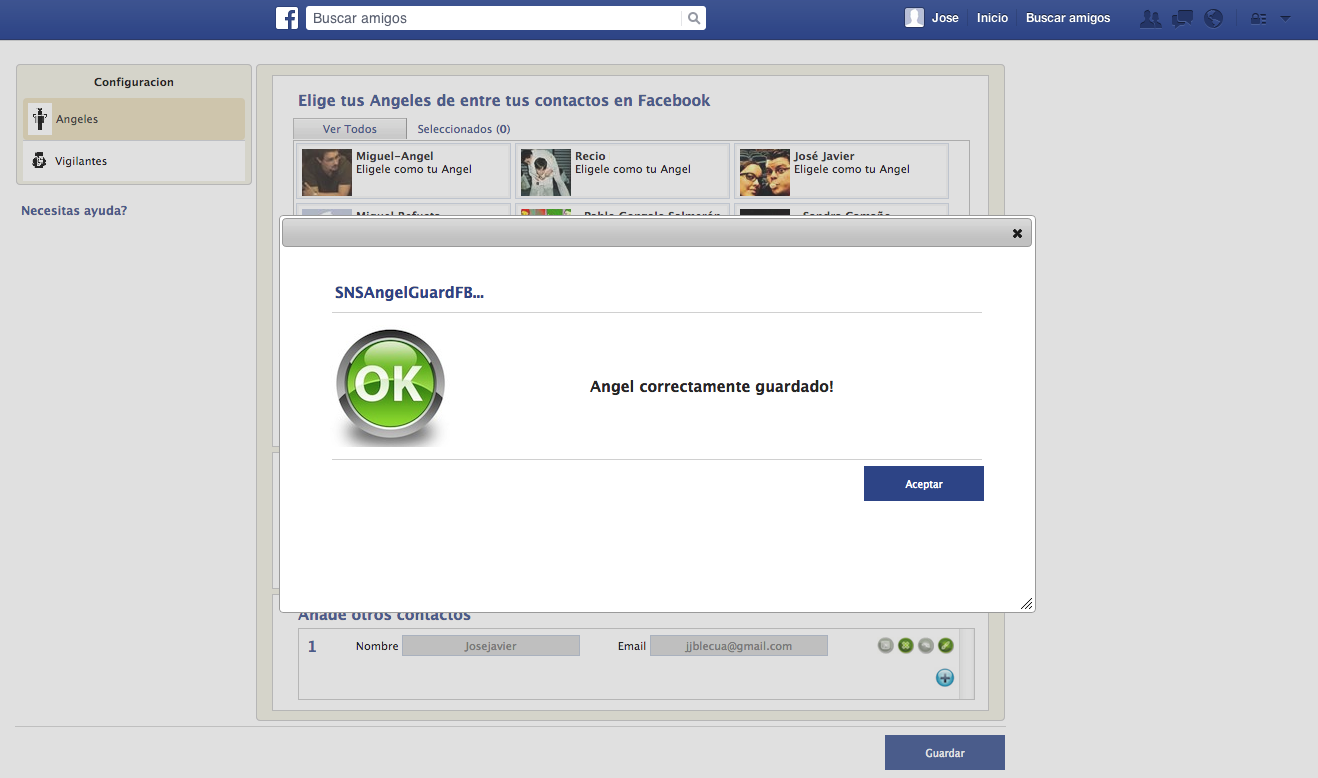 f
Buscar amigos
Jose
Inicio
Buscar amigos
Configuracion
Angeles
Vigilantes
Necesitas ayuda?
Elige tus Angeles de entre tus contactos en Facebook
Ver Todos
Seleccionados (0)
Miguel-Angel
Eligele como tu Angel
Recio
Eligele como tu Angel
José Javier
Eligele como tu Angel
SNSAngelGuardFB...
OK
Angel correctamente guardado!
Aceptar
Añade otros contactos
1
Nombre
Josejavier
Email
jjblecua@gmail.com
Guardar